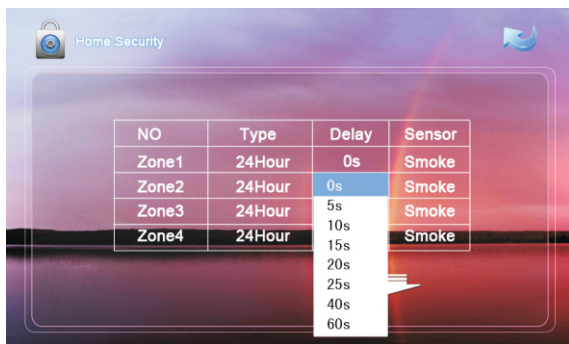 Home Security
NO Type Delay Sensor
Zone1 24Hour 0s Smoke
Zone2 24Hour Smoke
Zone3 24Hour Smoke
Zone4 24Hour Smoke
0s
5s
10s
15s
20s
25s
40s
60s